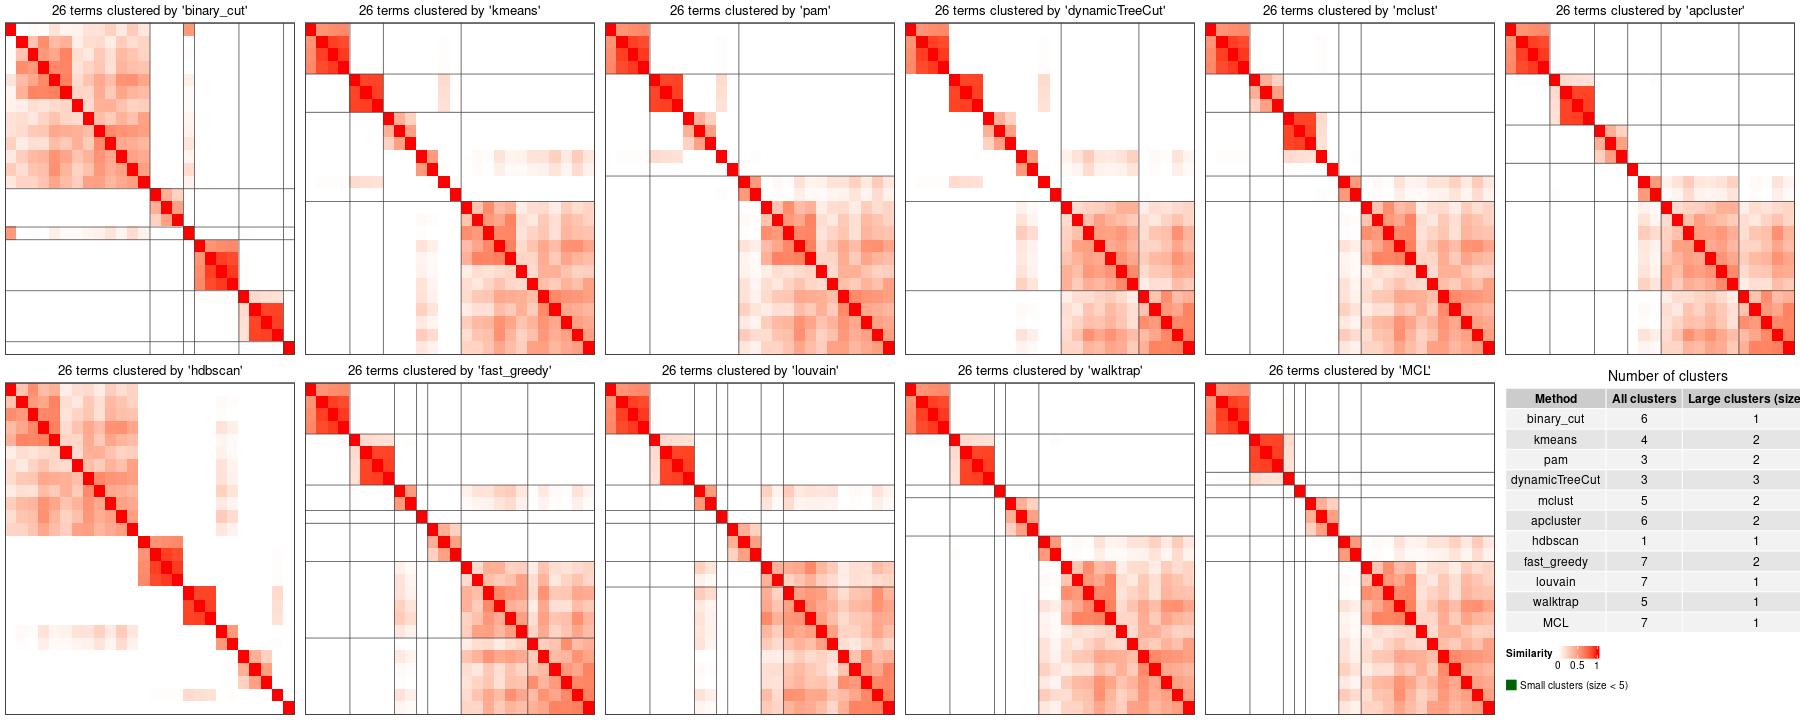 26 terms clustered by 'binary_cut'
26 terms clustered by 'kmeans'
26 terms clustered by 'pam'
26 terms clustered by 'dynamicTreeCut'
26 terms clustered by 'mclust'
26 terms clustered by 'apcluster'
26 terms clustered by 'hdbscan'
26 terms clustered by 'fast_greedy'
26 terms clustered by 'louvain'
26 terms clustered by 'walktrap'
26 terms clustered by 'MCL'
Number of clusters
Method All clusters Large clusters (size
binary_cut 6 1
kmeans 4 2
pam 3 2
dynamicTreeCut 3 3
mclust 5 2
apcluster 6 2
hdbscan 1 1
fast_greedy 7 2
louvain 7 1
walktrap 5 1
MCL 7 1
Similarity
0 0.5 1
Small clusters (size < 5)